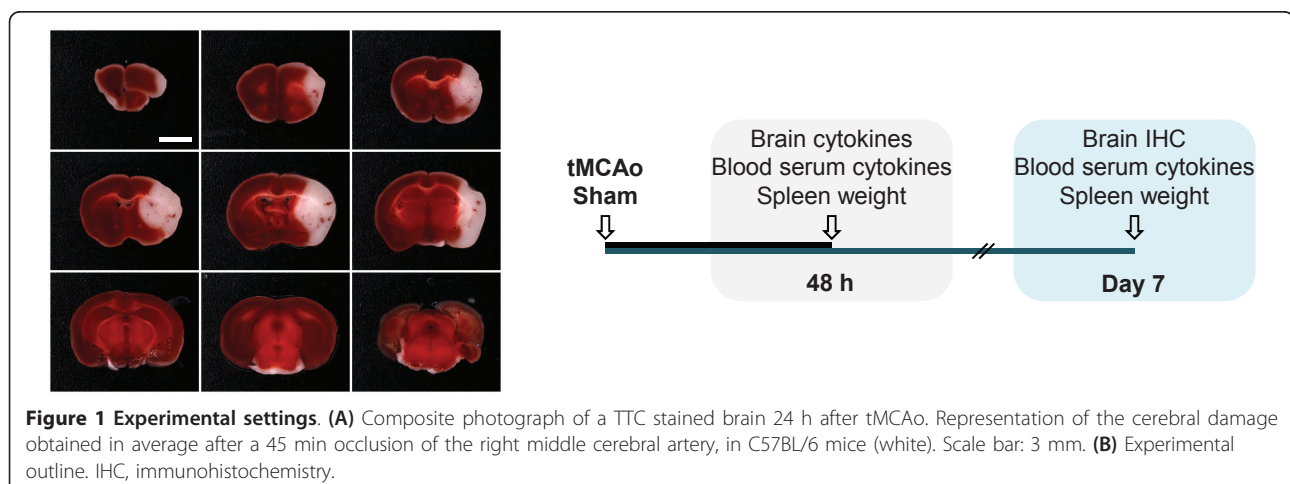 tMCAo
Sham
Brain cytokines
Blood serum cytokines
Spleen weight
48 h
Brain IHC
Blood serum cytokines
Spleen weight
Day 7
Figure 1 Experimental settings. (A) Composite photograph of a TTC stained brain 24 h after tMCAo. Representation of the cerebral damage
obtained in average after a 45 min occlusion of the right middle cerebral artery, in C57BL/6 mice (white). Scale bar: 3 mm. (B) Experimental
outline. IHC, immunohistochemistry.